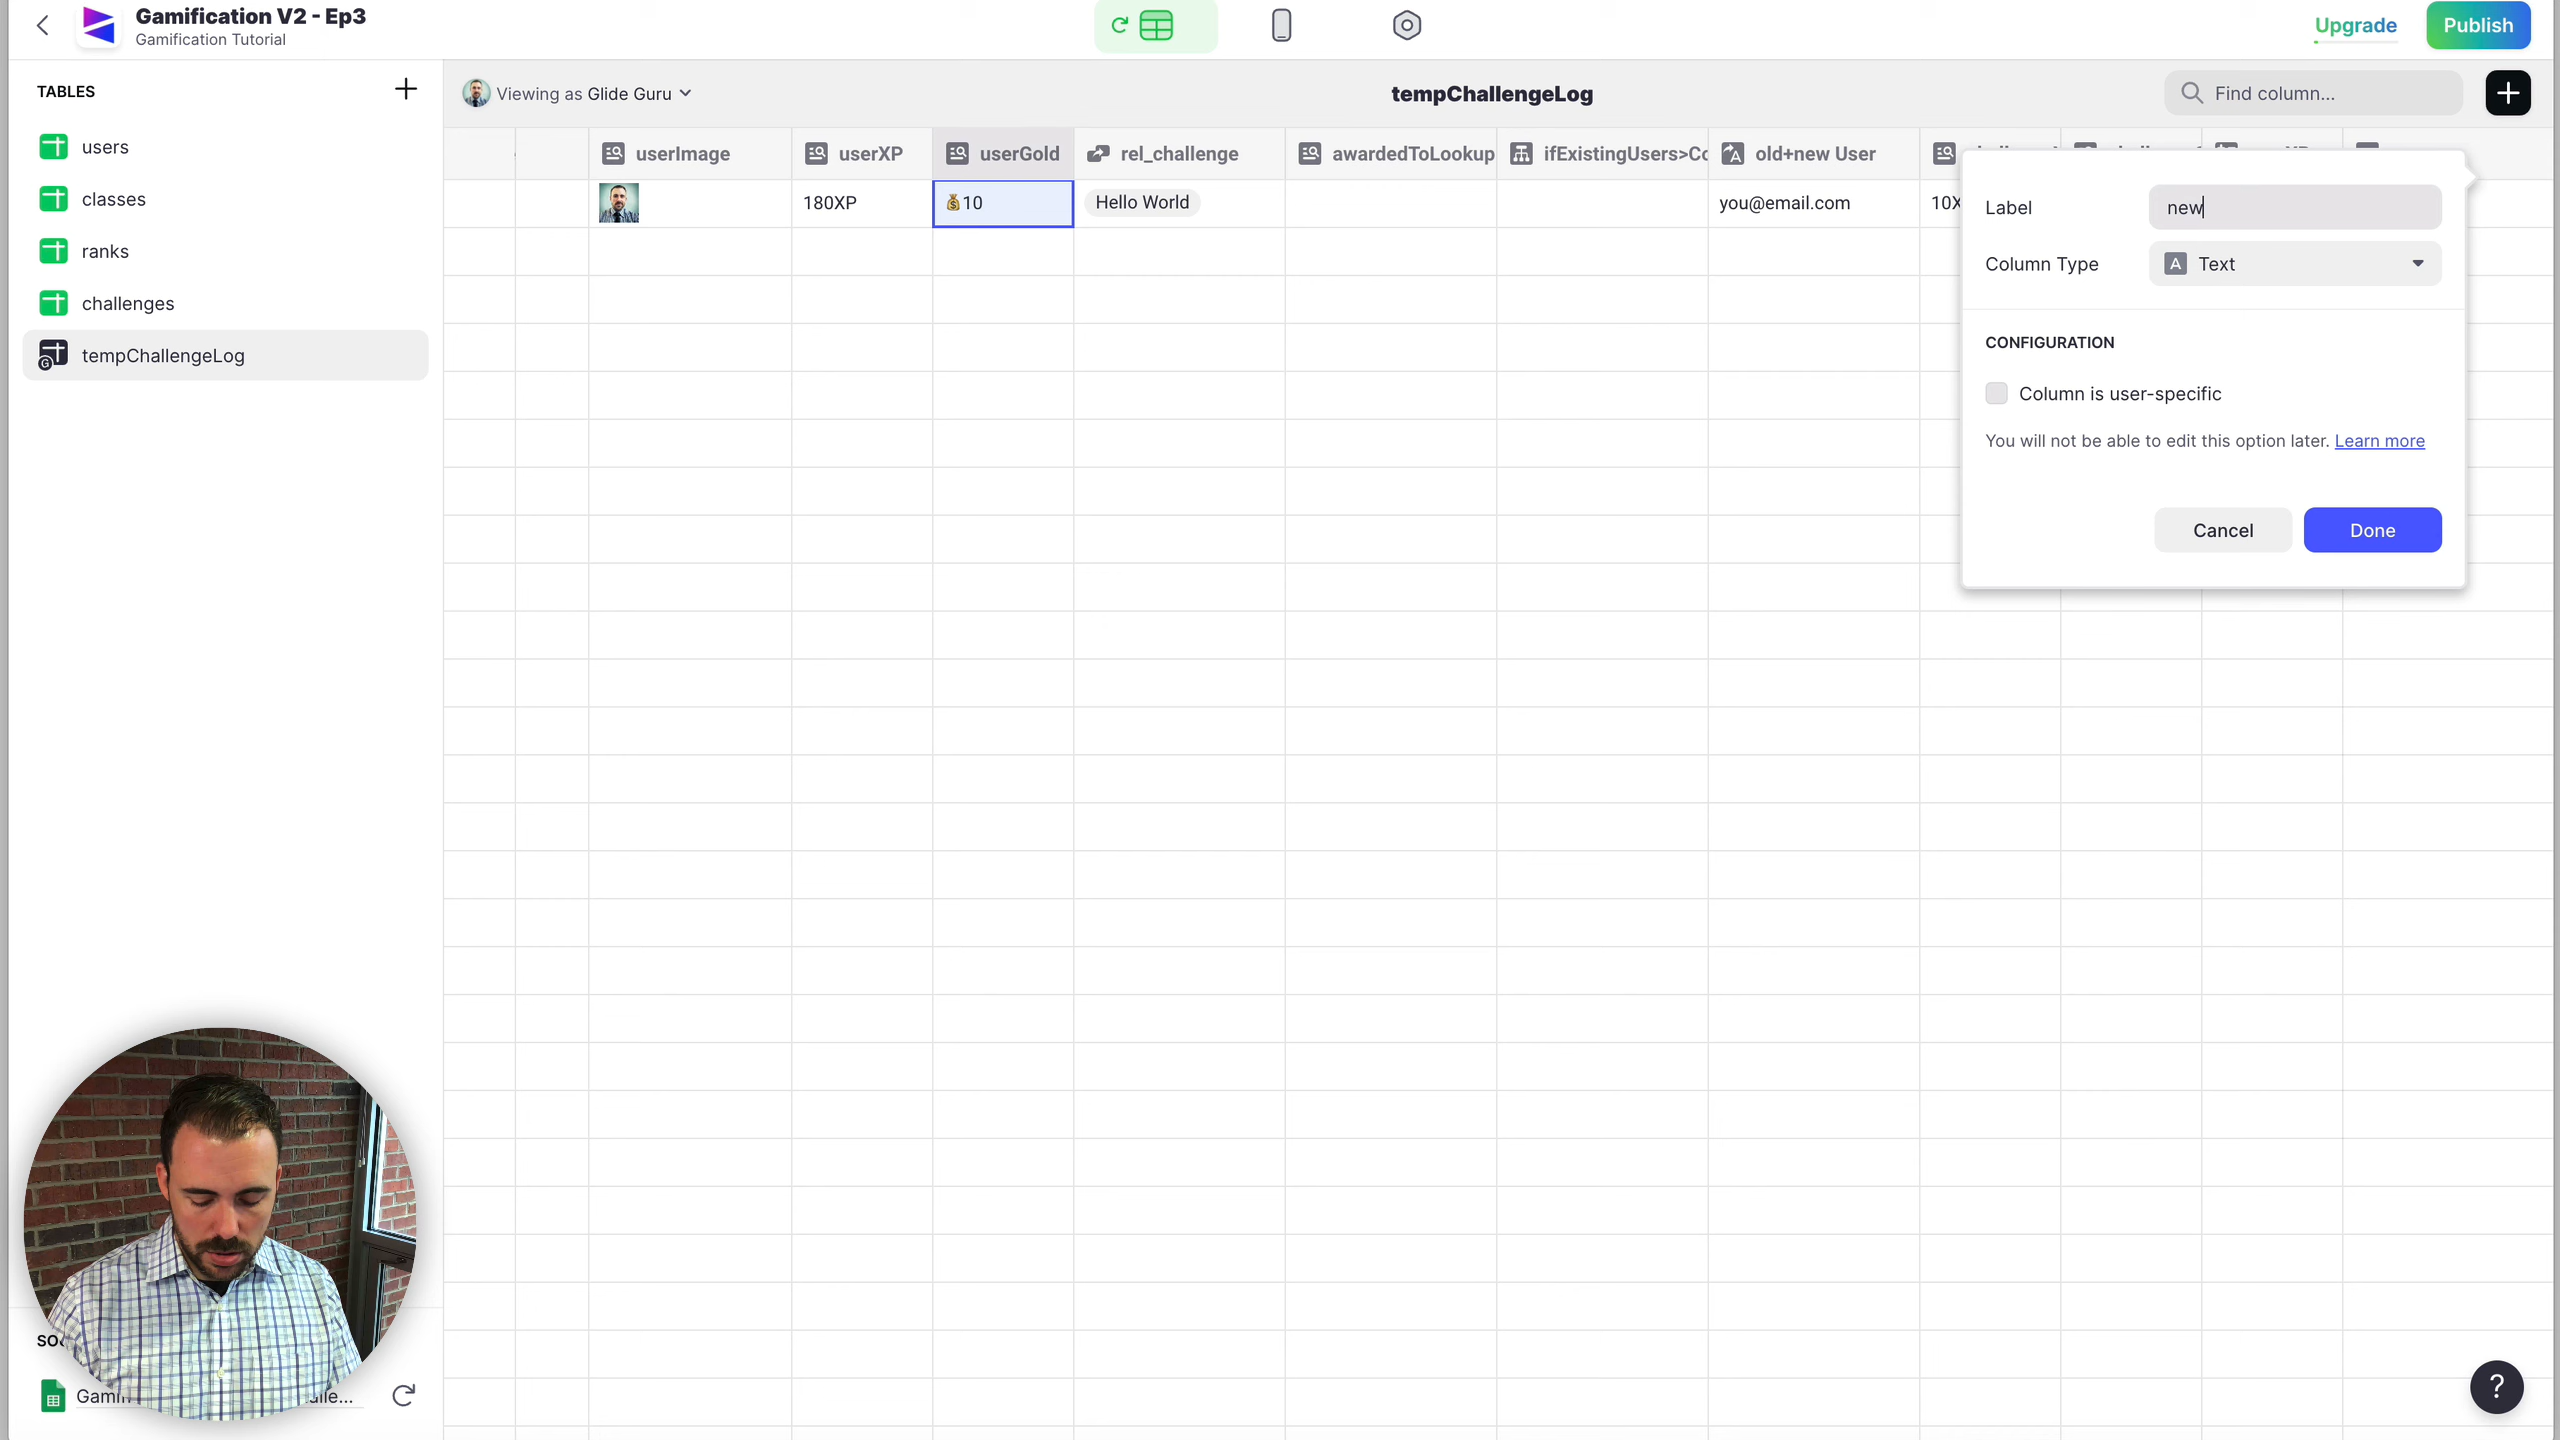 Gamification V2 - Ep3
Gamification Tutorial
Upgrade
Publish
TABLES
Viewing as Glide Guru
tempChallengeLog
Find column...
users
classes
ranks
challenges
tempChallengeLog
userImage
userXP
userGold
rel_challenge
awardedToLookup
ifExistingUsers>Co
old+new User
180XP
💰10
Hello World
you@email.com
10X
Label
new
Column Type
A Text
CONFIGURATION
Column is user-specific
You will not be able to edit this option later. Learn more
Cancel
Done
?